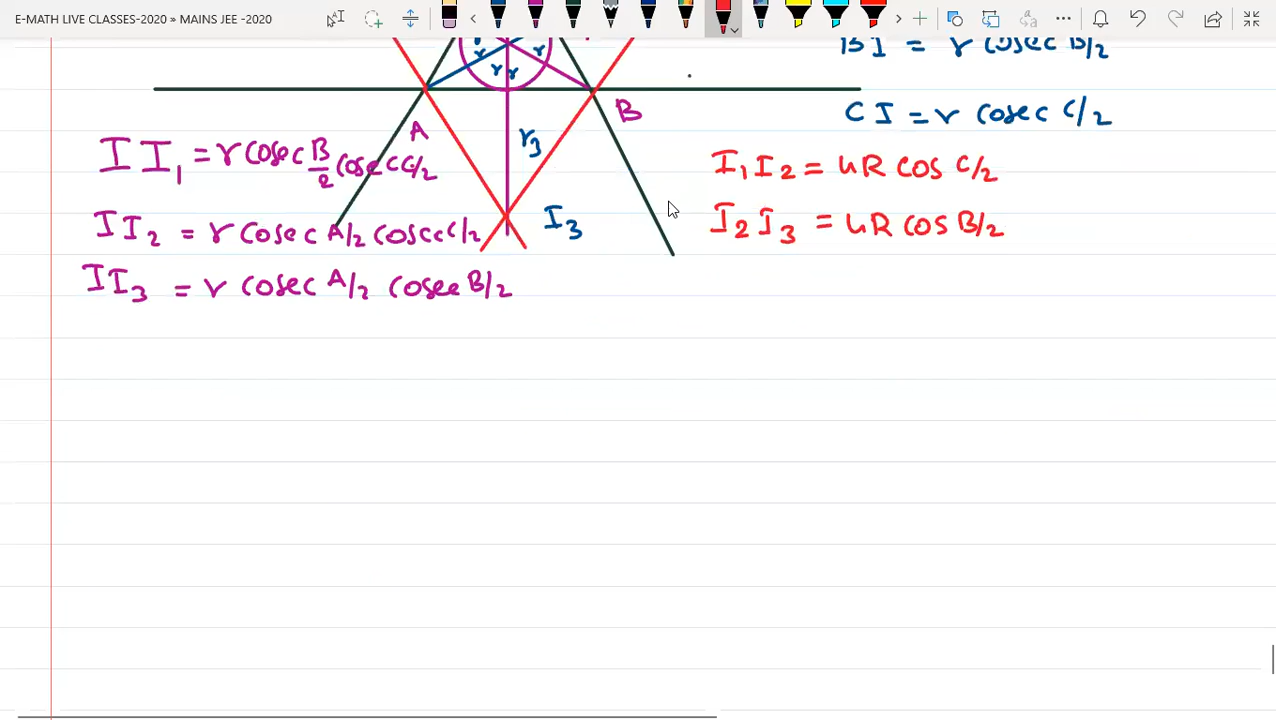 E-MATH LIVE CLASSES-2020 » MAINS JEE -2020
r r
r r
BI = r cosec B/2
A
B
r3
I3
CI = r cosec C/2
II1 = r cosec B/2 cosec C/2
I1I2 = 4R cos C/2
II2 = r cosec A/2 cosec C/2
I2I3 = 4R cos B/2
II3 = r cosec A/2 cosec B/2